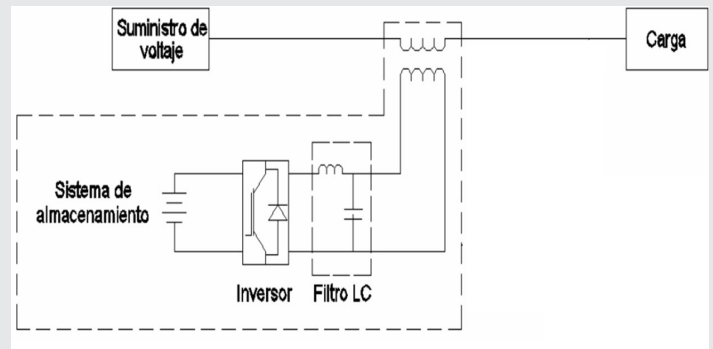 Suministro de
voltaje
Carga
Sistema de
almacenamiento
Inversor
Filtro LC